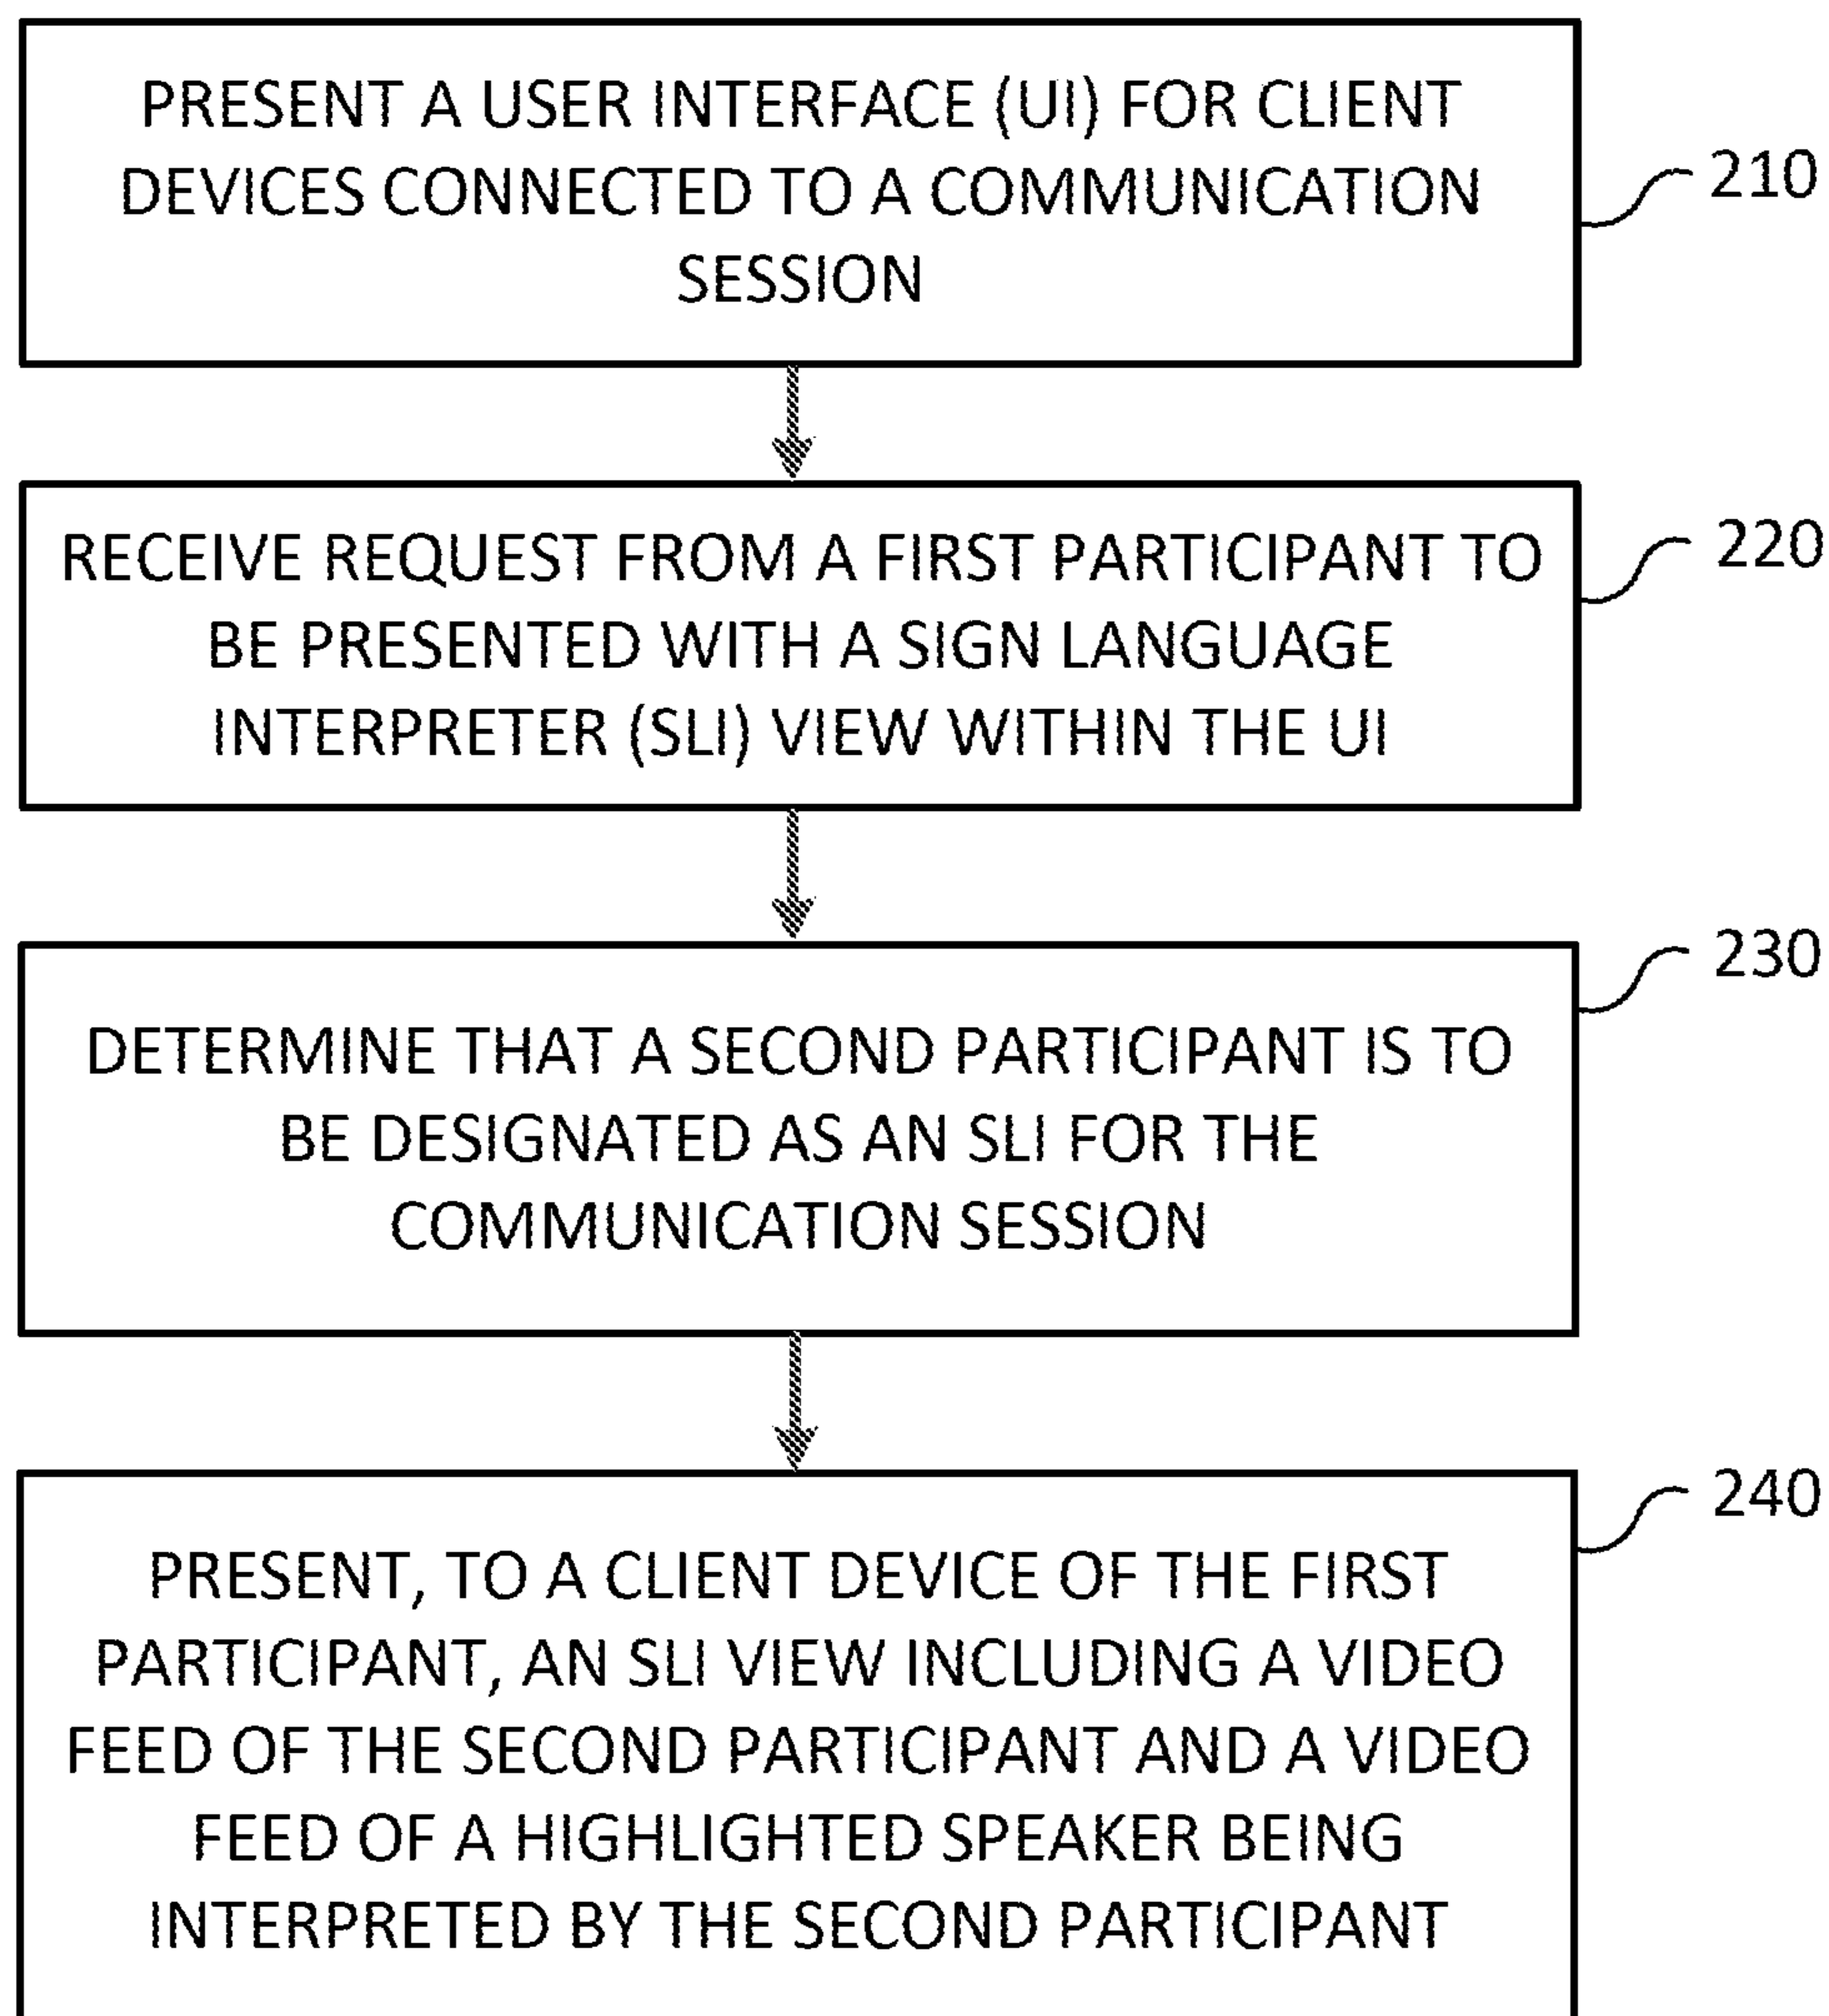 PRESENT A USER INTERFACE (UI) FOR CLIENT
DEVICES CONNECTED TO A COMMUNICATION
SESSION
210
RECEIVE REQUEST FROM A FIRST PARTICIPANT TO
BE PRESENTED WITH A SIGN LANGUAGE
INTERPRETER (SLI) VIEW WITHIN THE UI
220
DETERMINE THAT A SECOND PARTICIPANT IS TO
BE DESIGNATED AS AN SLI FOR THE
COMMUNICATION SESSION
230
PRESENT, TO A CLIENT DEVICE OF THE FIRST
PARTICIPANT, AN SLI VIEW INCLUDING A VIDEO
FEED OF THE SECOND PARTICIPANT AND A VIDEO
FEED OF A HIGHLIGHTED SPEAKER BEING
INTERPRETED BY THE SECOND PARTICIPANT
240